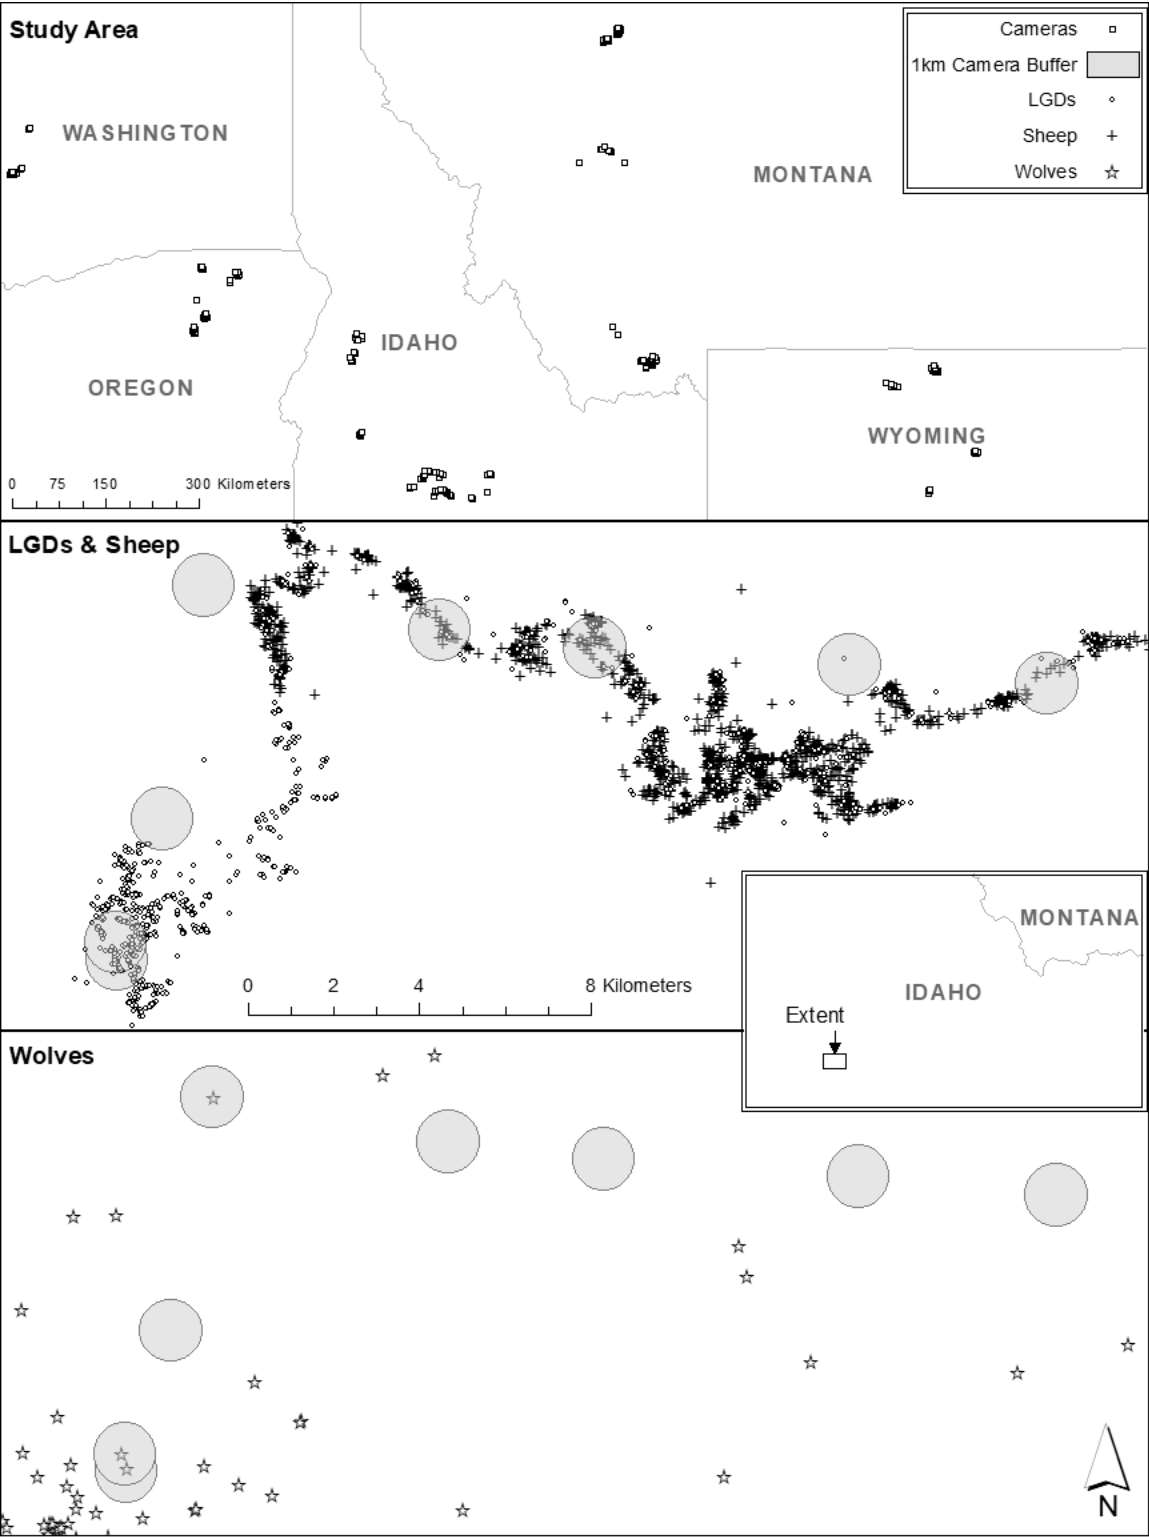 Study Area
Cameras
1km Camera Buffer
LGDs
Sheep
Wolves
WASHINGTON
MONTANA
IDAHO
OREGON
WYOMING
0 75 150 300 Kilometers
LGDs & Sheep
0 2 4 8 Kilometers
MONTANA
IDAHO
Extent
Wolves
N